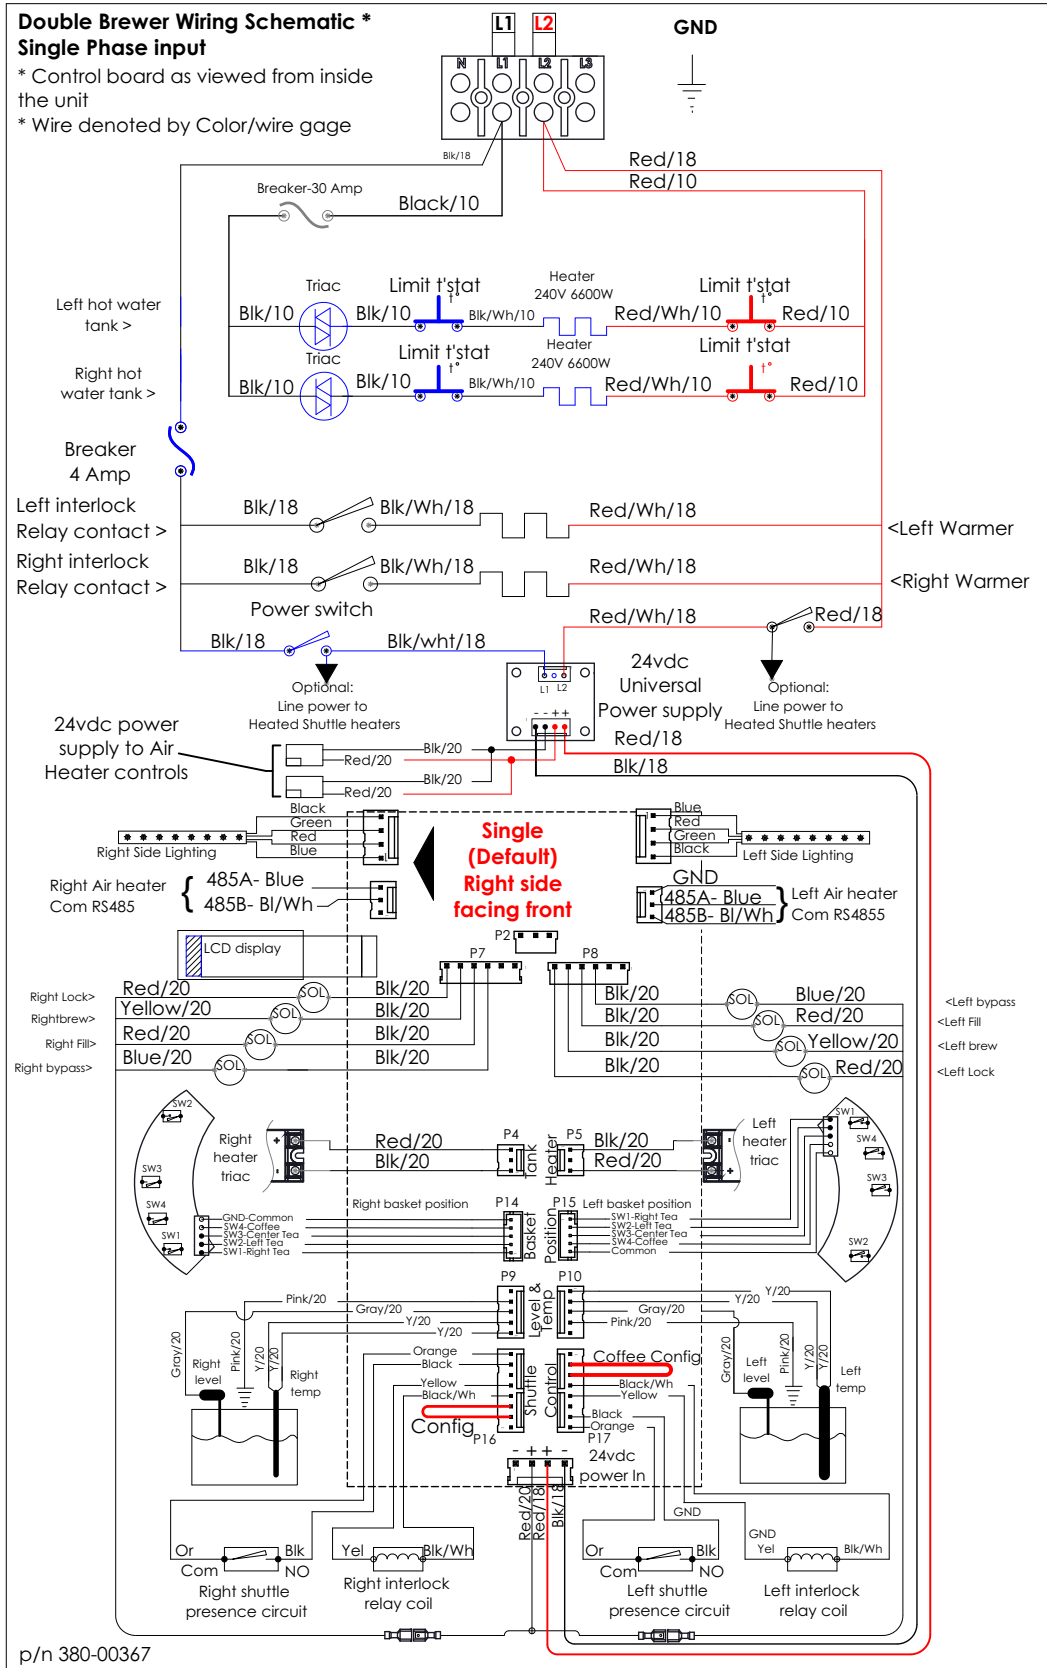 Double Brewer Wiring Schematic *
Single Phase input
* Control board as viewed from inside
the unit
* Wire denoted by Color/wire gage
L1
L2
GND
N
L1
L2
L3
Blk/18
Red/18
Red/10
Breaker-30 Amp
Black/10
Left hot water
tank >
Triac
Limit t'stat
t°
Heater
240V 6600W
Limit t'stat
t°
Blk/10
Blk/10
Blk/Wh/10
Red/Wh/10
Red/10
Right hot
water tank >
Triac
Limit t'stat
t°
Heater
240V 6600W
Limit t'stat
t°
Blk/10
Blk/10
Blk/Wh/10
Red/Wh/10
Red/10
Breaker
4 Amp
Left interlock
Relay contact >
Blk/18
Blk/Wh/18
Red/Wh/18
<Left Warmer
Right interlock
Relay contact >
Blk/18
Blk/Wh/18
Red/Wh/18
<Right Warmer
Power switch
Blk/18
Blk/wht/18
Red/Wh/18
Red/18
Optional:
Line power to
Heated Shuttle heaters
L1
L2
- - + +
24vdc
Universal
Power supply
Optional:
Line power to
Heated Shuttle heaters
24vdc power
supply to Air
Heater controls
Blk/20
Red/20
Blk/20
Red/20
Red/18
Blk/18
Black
Green
Red
Blue
Right Side Lighting
Single
(Default)
Right side
facing front
Blue
Red
Green
Black
Left Side Lighting
Right Air heater
Com RS485
{
485A- Blue
485B- Bl/Wh
GND
485A- Blue
485B- Bl/Wh
}
Left Air heater
Com RS4855
LCD display
P2
P7
P8
Right Lock>
Red/20
SOL
Blk/20
Rightbrew>
Yellow/20
SOL
Blk/20
Right Fill>
Red/20
SOL
Blk/20
Right bypass>
Blue/20
SOL
Blk/20
Blk/20
SOL
Blue/20
<Left bypass
Blk/20
SOL
Red/20
<Left Fill
Blk/20
SOL
Yellow/20
<Left brew
Blk/20
SOL
Red/20
<Left Lock
SW2
SW3
SW4
SW1
Right
heater
triac
+
-
Red/20
Blk/20
P4
Tank
P5
Heater
Blk/20
Red/20
-
+
Left
heater
triac
SW1
SW4
SW3
SW2
Right basket position
P14
Basket
GND-Common
SW4-Coffee
SW3-Center Tea
SW2-Left Tea
SW1-Right Tea
Left basket position
P15
Position
SW1-Right Tea
SW2-Left Tea
SW3-Center Tea
SW4-Coffee
Common
P9
P10
Level &
Temp
Pink/20
Gray/20
Y/20
Y/20
Y/20
Y/20
Gray/20
Pink/20
Gray/20
Pink/20
Y/20
Y/20
Right
level
Right
temp
Gray/20
Pink/20
Y/20
Y/20
Left
level
Left
temp
Orange
Black
Yellow
Black/Wh
Config
P16
Shuttle
Control
Coffee Config
Black/Wh
Yellow
Black
Orange
P17
- + + -
24vdc
power In
Red/20
Red/18
Blk/18
GND
GND
Or
Com
Blk
NO
Right shuttle
presence circuit
Yel
Blk/Wh
Right interlock
relay coil
Or
Com
Blk
NO
Left shuttle
presence circuit
Yel
Blk/Wh
Left interlock
relay coil
p/n 380-00367